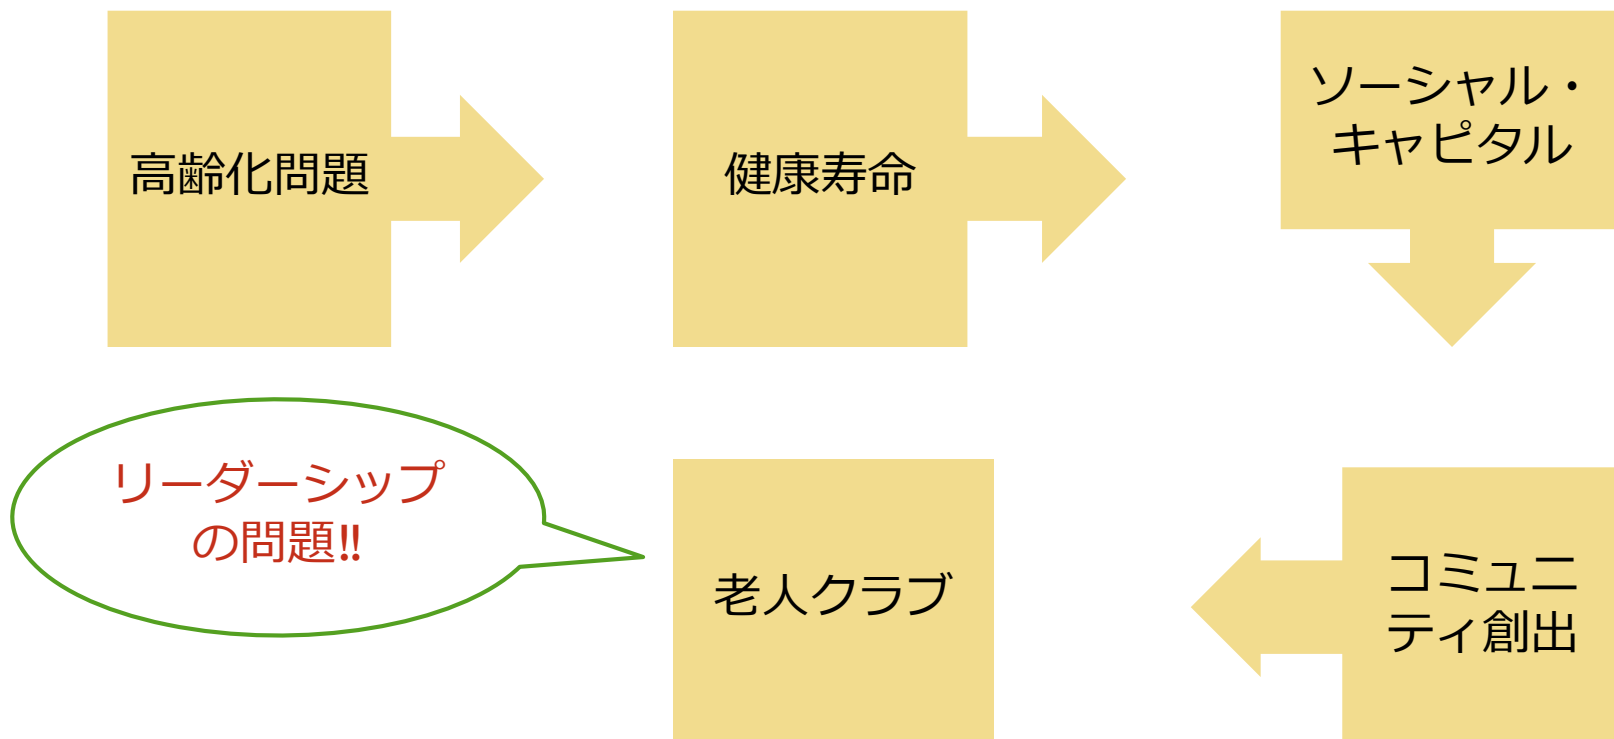 高齢化問題
健康寿命
ソーシャル・
キャピタル
リーダーシップ
の問題‼
老人クラブ
コミュニ
ティ創出